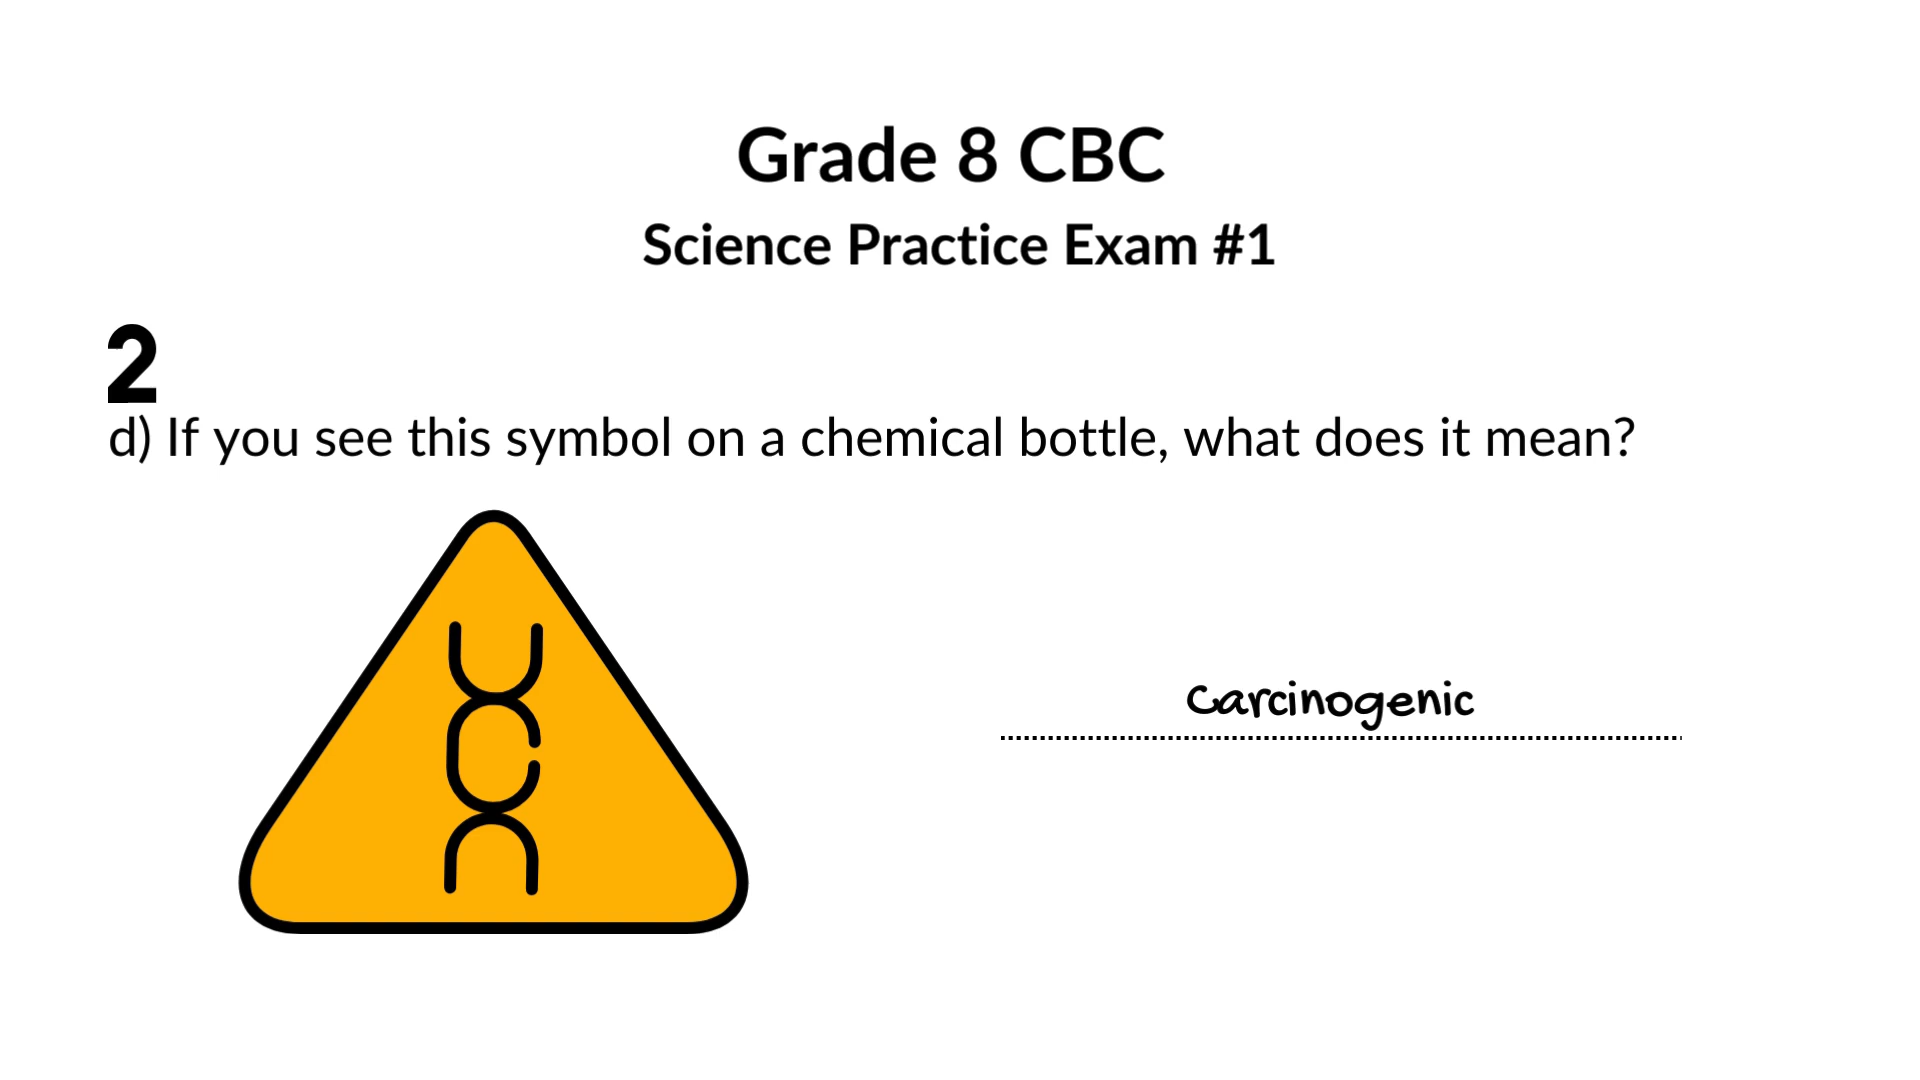 Grade 8 CBC
Science Practice Exam #1
2
d) If you see this symbol on a chemical bottle, what does it mean?
Carcinogenic